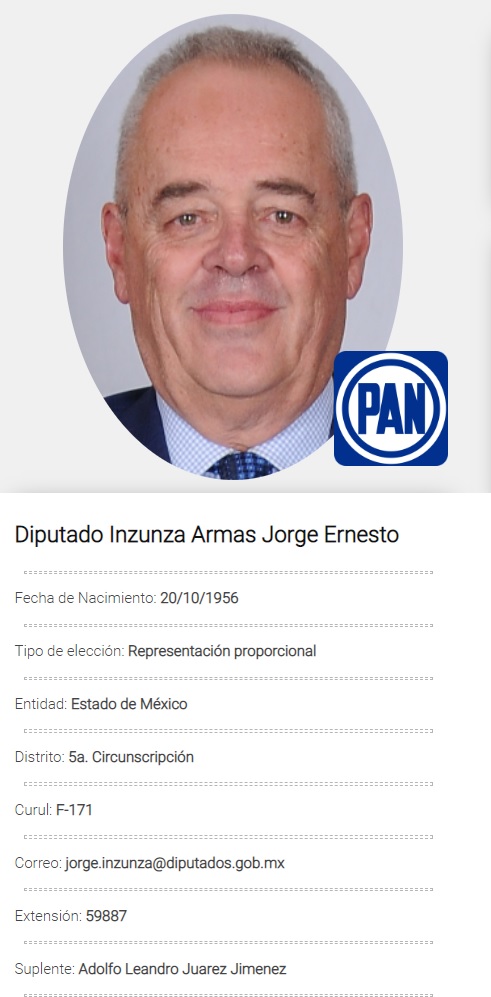 PAN
Diputado Inzunza Armas Jorge Ernesto
Fecha de Nacimiento: 20/10/1956
Tipo de elección: Representación proporcional
Entidad: Estado de México
Distrito: 5a. Circunscripción
Curul: F-171
Correo: jorge.inzunza@diputados.gob.mx
Extensión: 59887
Suplente: Adolfo Leandro Juarez Jimenez